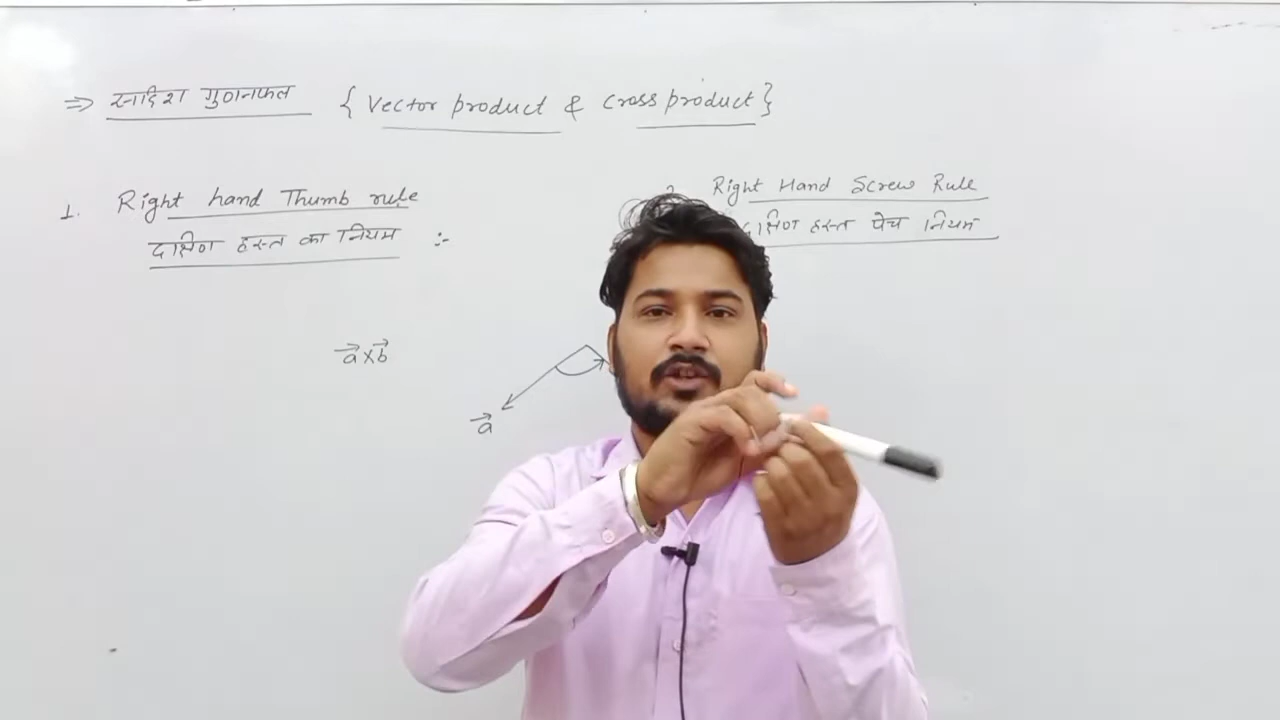 ⇒ सदिश गुणनफल { Vector product & Cross product }
1. Right hand Thumb rule
दक्षिण हस्त का नियम :-
2. Right Hand Screw Rule
दक्षिण हस्त पेच नियम
a⃗ × b⃗
a⃗